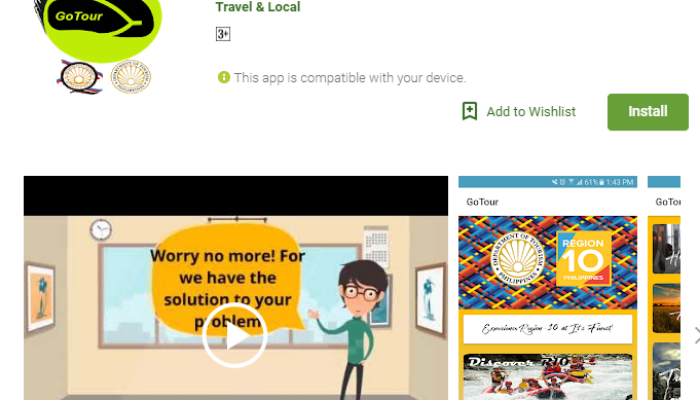 GoTour
Travel & Local
3+
This app is compatible with your device.
Add to Wishlist
Install
61% 1:43 PM
GoTour
GoTour
Worry no more! For
we have the
solution to your
problem
DEPARTMENT OF TOURISM
PHILIPPINES
REGION
10
PHILIPPINES
Experience Region 10 at It's Finest!
Discover R10